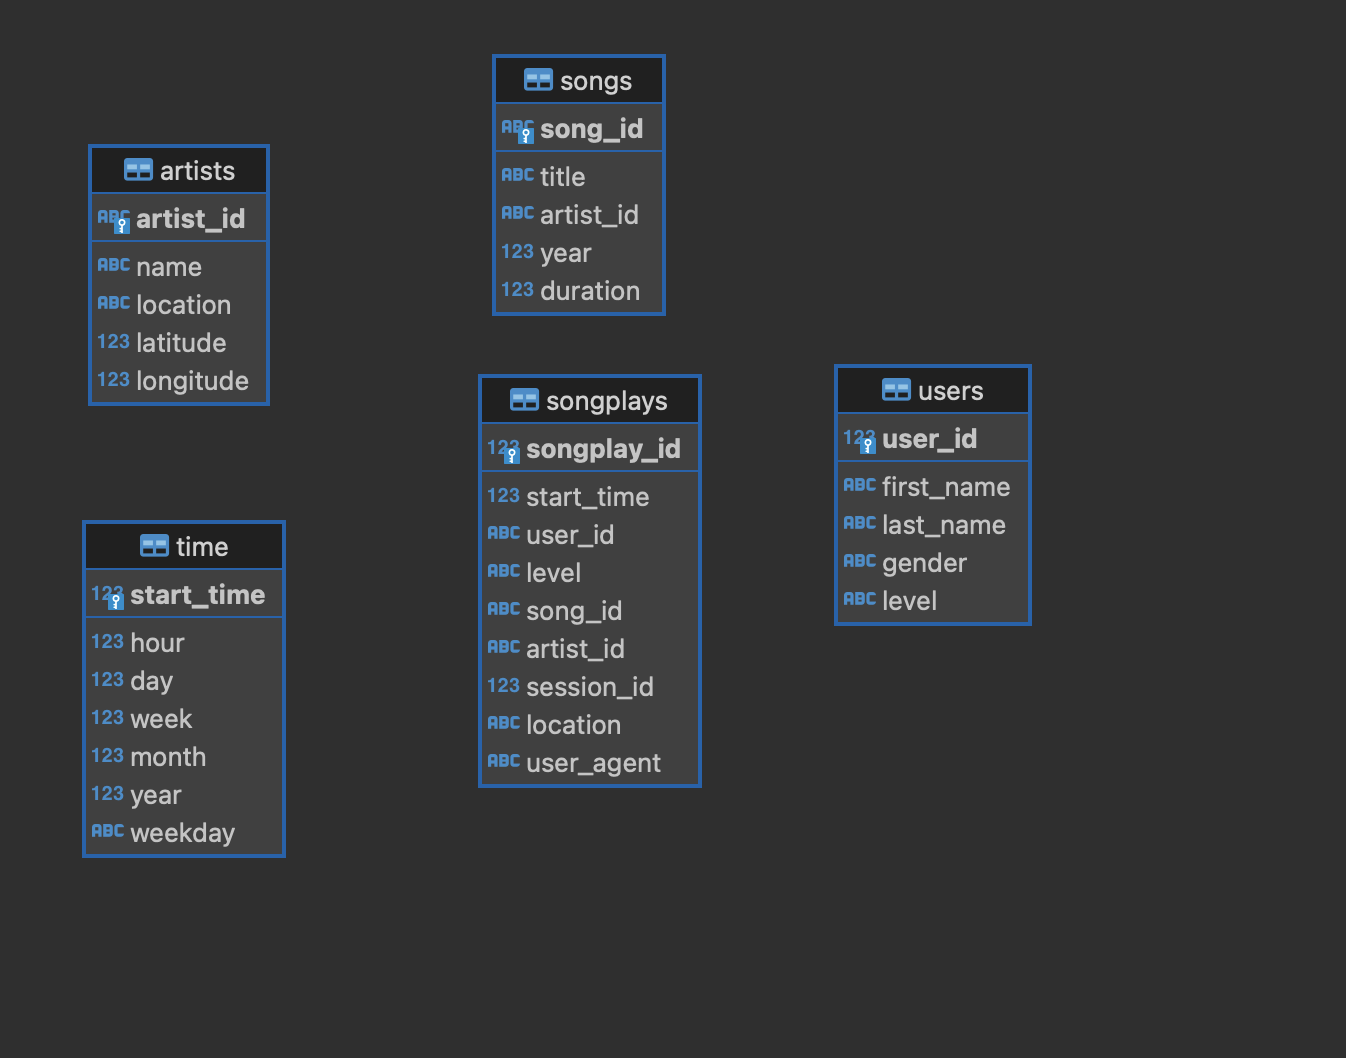 songs
ABC song_id
ABC title
ABC artist_id
123 year
123 duration
artists
ABC artist_id
ABC name
ABC location
123 latitude
123 longitude
songplays
123 songplay_id
123 start_time
ABC user_id
ABC level
ABC song_id
ABC artist_id
123 session_id
ABC location
ABC user_agent
users
123 user_id
ABC first_name
ABC last_name
ABC gender
ABC level
time
123 start_time
123 hour
123 day
123 week
123 month
123 year
ABC weekday